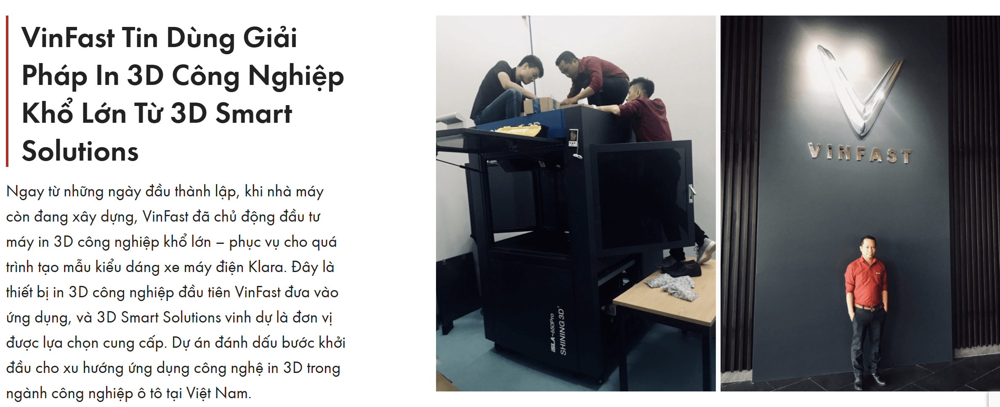 VinFast Tin Dùng Giải
Pháp In 3D Công Nghiệp
Khổ Lớn Từ 3D Smart
Solutions
Ngay từ những ngày đầu thành lập, khi nhà máy
còn đang xây dựng, VinFast đã chủ động đầu tư
máy in 3D công nghiệp khổ lớn – phục vụ cho quá
trình tạo mẫu kiểu dáng xe máy điện Klara. Đây là
thiết bị in 3D công nghiệp đầu tiên VinFast đưa vào
ứng dụng, và 3D Smart Solutions vinh dự là đơn vị
được lựa chọn cung cấp. Dự án đánh dấu bước khởi
đầu cho xu hướng ứng dụng công nghệ in 3D trong
ngành công nghiệp ô tô tại Việt Nam.
iSLA-650Pro
SHINING 3D®
VINFAST